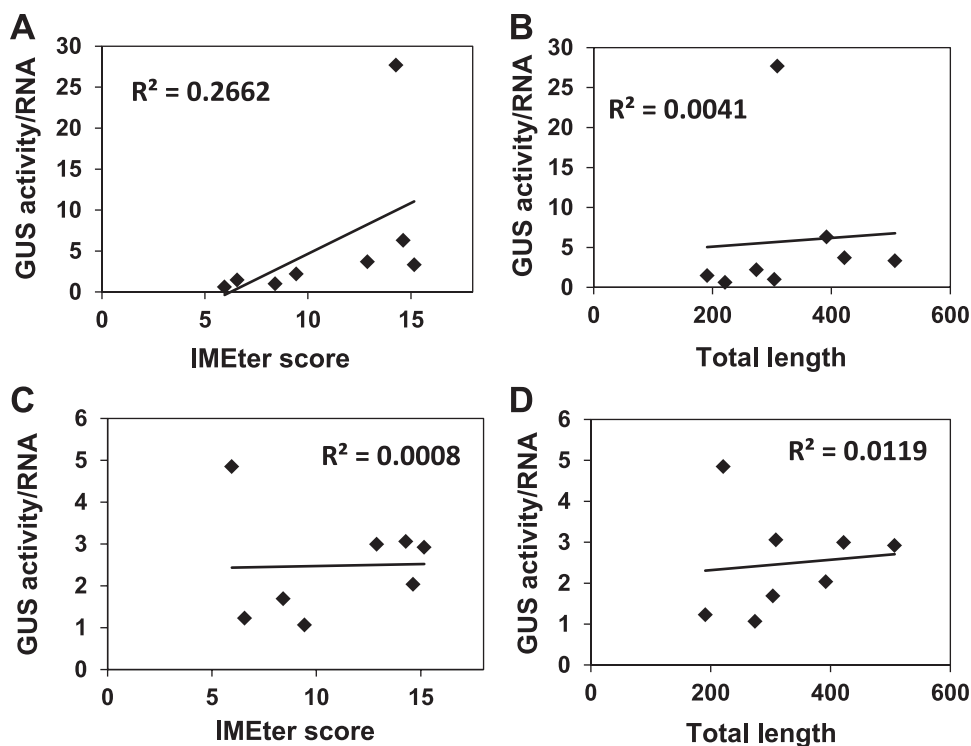 A
GUS activity/RNA
30
25
20
15
10
5
0
R² = 0.2662
0
5
10
15
IMEter score
B
GUS activity/RNA
30
25
20
15
10
5
0
R² = 0.0041
0
200
400
600
Total length
C
GUS activity/RNA
6
5
4
3
2
1
0
R² = 0.0008
0
5
10
15
IMEter score
D
GUS activity/RNA
6
5
4
3
2
1
0
R² = 0.0119
0
200
400
600
Total length